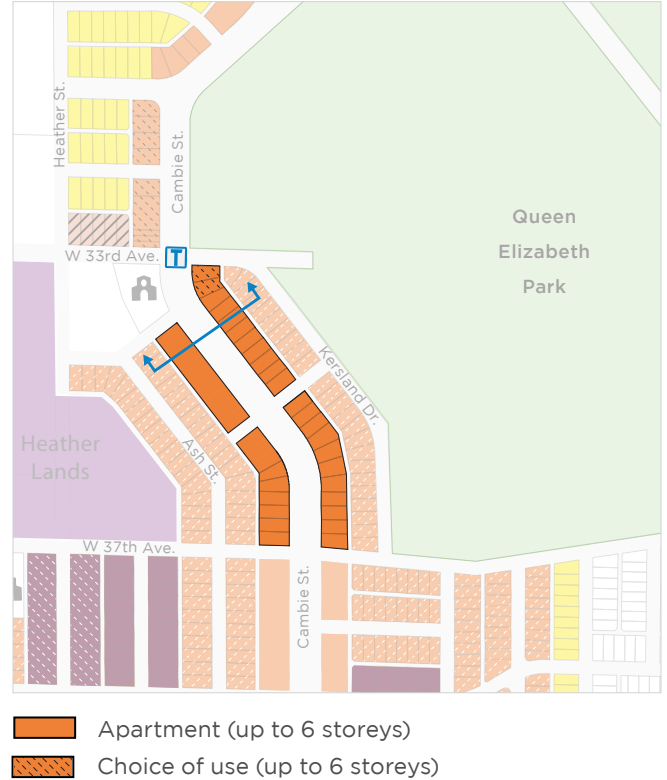 Heather St.
Cambie St.
Queen
Elizabeth
Park
W 33rd Ave.
T
Kersland Dr.
Heather
Lands
Ash St.
W 37th Ave.
Cambie St.
Apartment (up to 6 storeys)
Choice of use (up to 6 storeys)